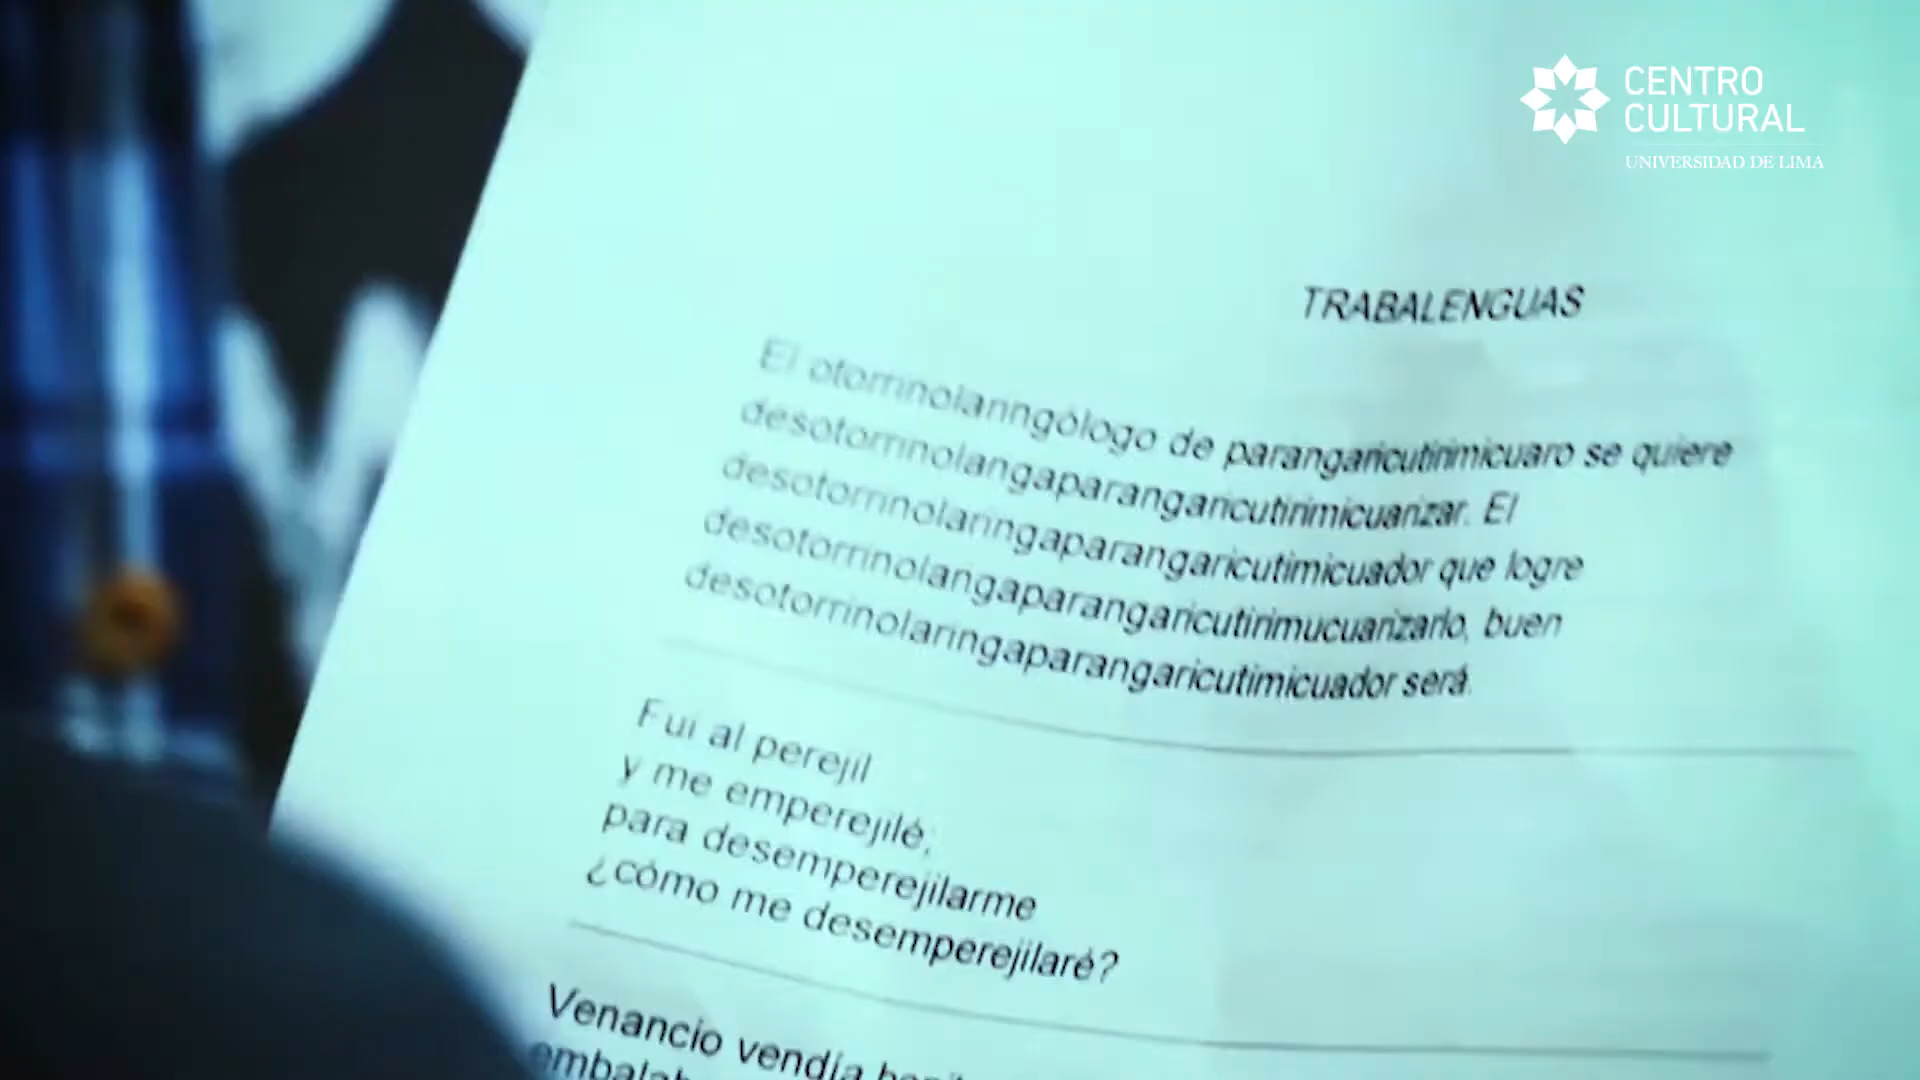 CENTRO
CULTURAL
UNIVERSIDAD DE LIMA
TRABALENGUAS
El otorrinolaringólogo de parangaricutirimicuaro se quiere
desotorrinolangaparangaricutirimicuarizar. El
desotorrinolaringaparangaricutimicuador que logre
desotorrinolangaparangaricutirimucuarizarlo, buen
desotorrinolaringaparangaricutimicuador será.
Fui al perejil
y me emperejilé;
para desemperejilarme
¿cómo me desemperejilaré?
Venancio vendía